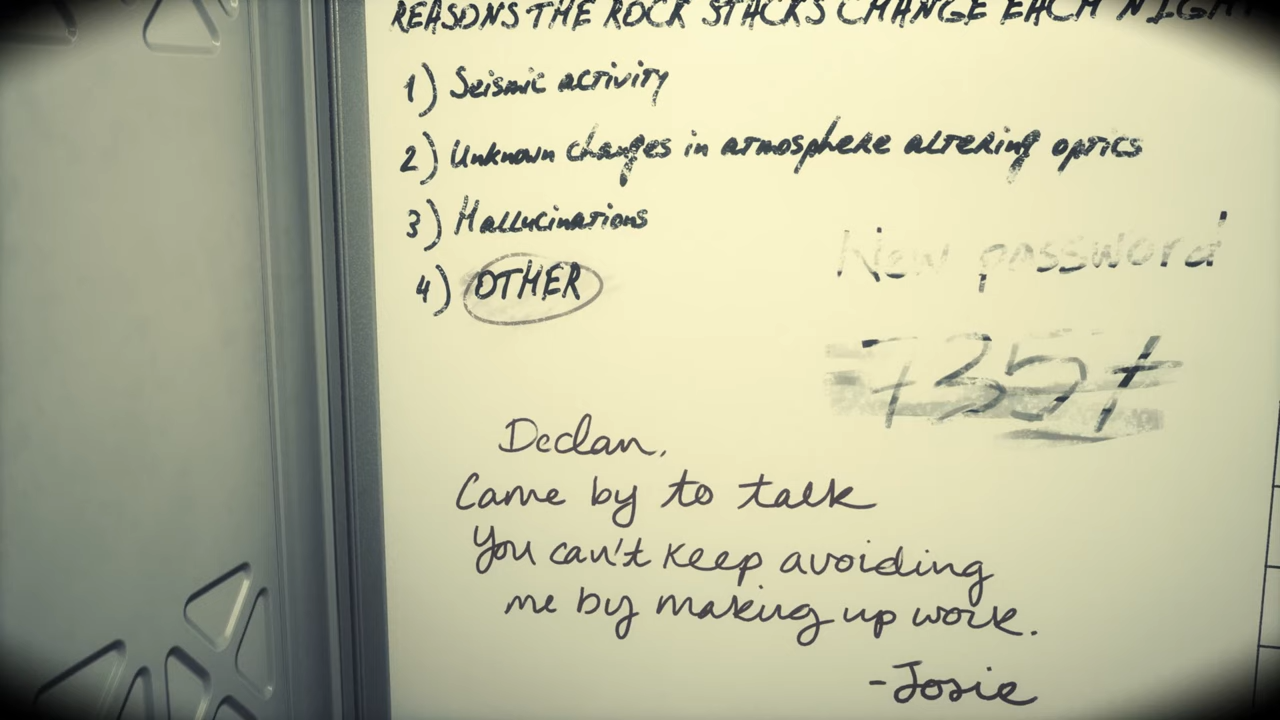 REASONS THE ROCK STACKS CHANGE EACH NIGHT
1) Seismic activity
2) Unknown changes in atmosphere altering optics
3) Hallucinations
4) OTHER
New password
Declan,
Came by to talk
You can't keep avoiding
me by making up work.
-Josie